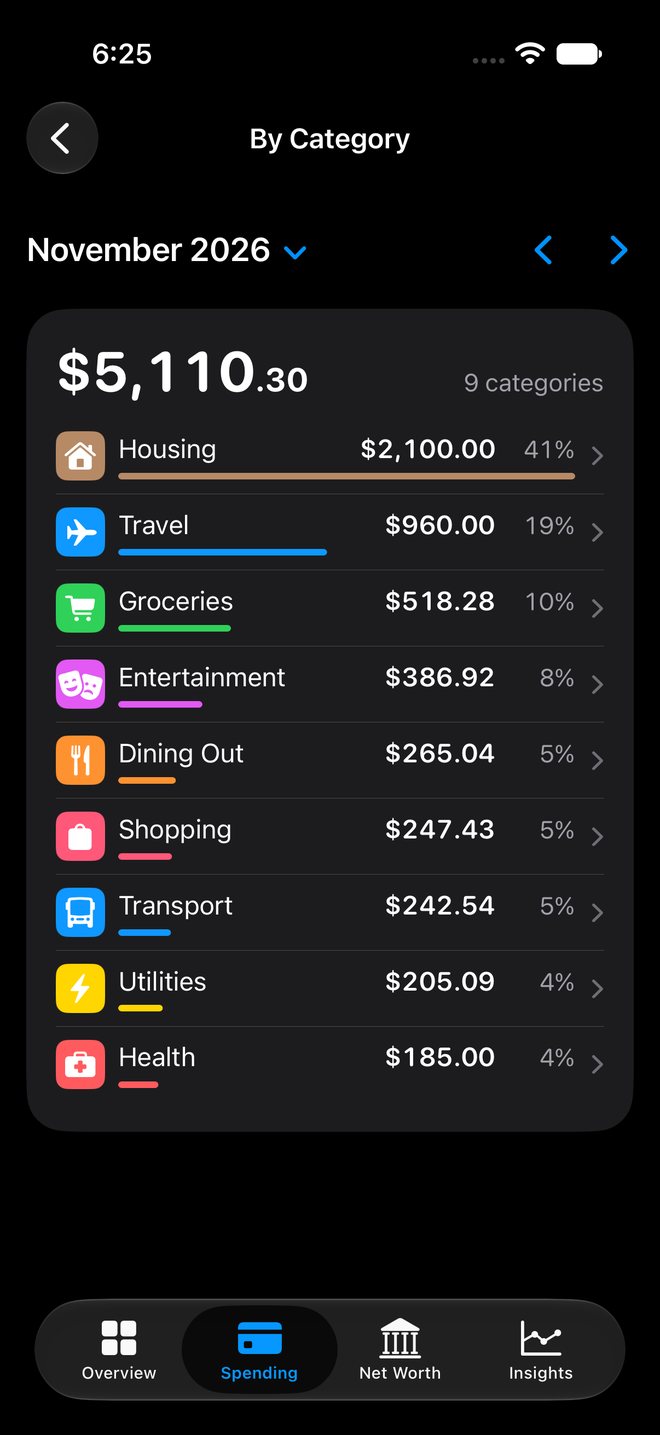 6:25
By Category
November 2026
$5,110.30
9 categories
Housing $2,100.00 41%
Travel $960.00 19%
Groceries $518.28 10%
Entertainment $386.92 8%
Dining Out $265.04 5%
Shopping $247.43 5%
Transport $242.54 5%
Utilities $205.09 4%
Health $185.00 4%
Overview Spending Net Worth Insights